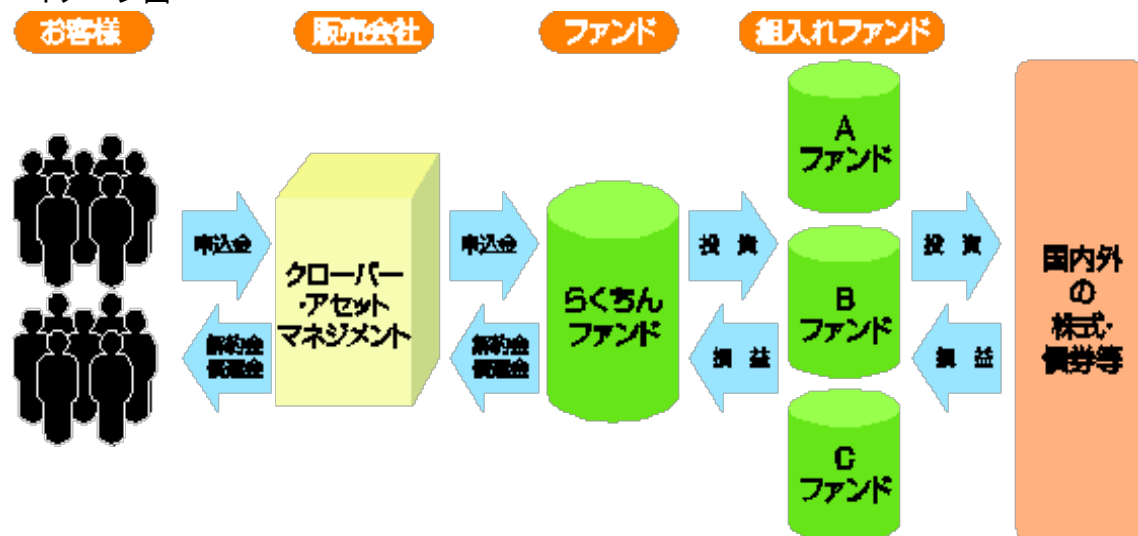 お客様
販売会社
ファンド
組入れファンド
申込金
解約金
償還金
クローバー
・アセット
マネジメント
申込金
解約金
償還金
らくちん
ファンド
投資
損益
A
ファンド
B
ファンド
C
ファンド
投資
損益
国内外
の
株式・
債券等